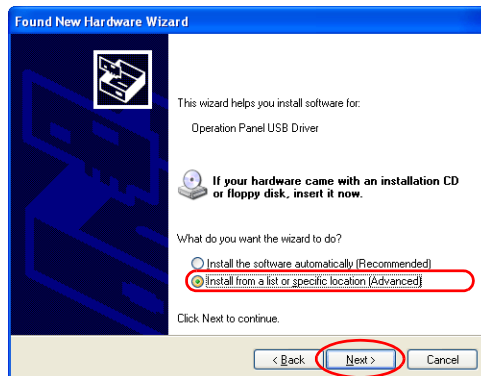 Found New Hardware Wizard
This wizard helps you install software for:
Operation Panel USB Driver
If your hardware came with an installation CD
or floppy disk, insert it now.
What do you want the wizard to do?
Install the software automatically (Recommended)
Install from a list or specific location (Advanced)
Click Next to continue.
< Back
Next >
Cancel